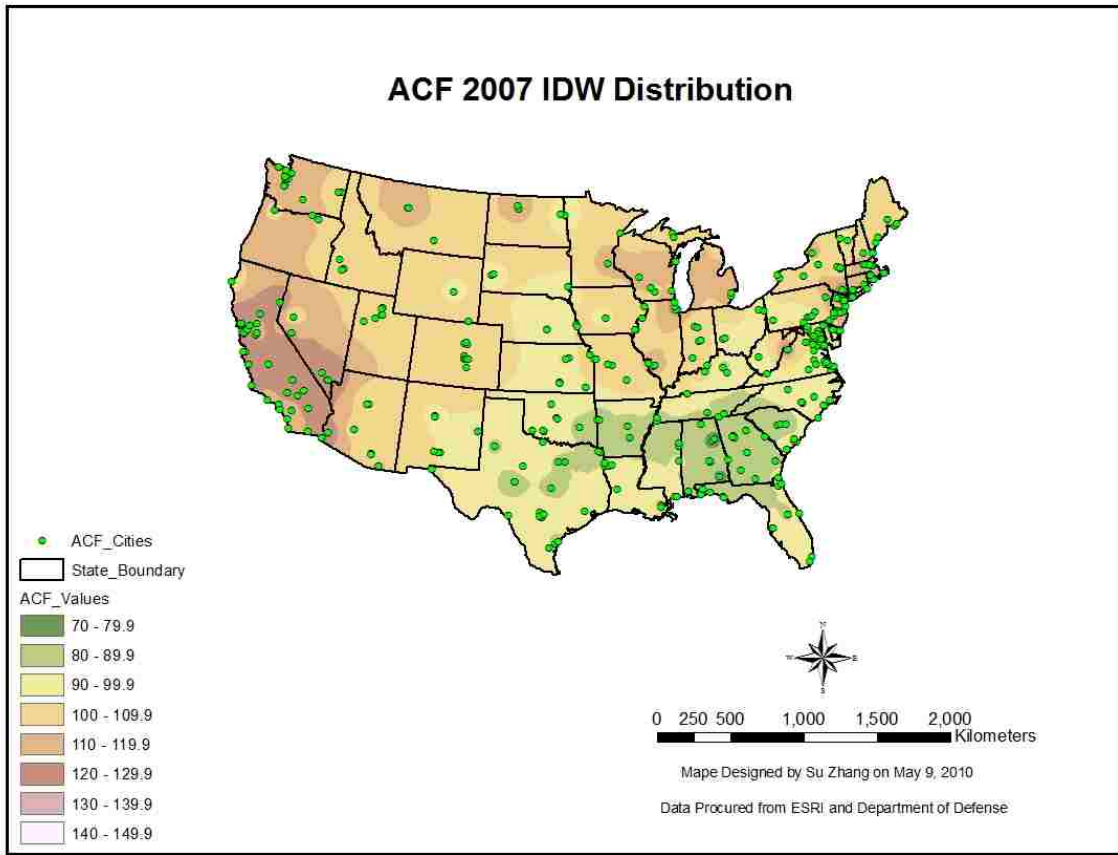 ACF 2007 IDW Distribution
ACF_Cities
State_Boundary
ACF_Values
70 - 79.9
80 - 89.9
90 - 99.9
100 - 109.9
110 - 119.9
120 - 129.9
130 - 139.9
140 - 149.9
N
W E
S
0 250 500 1,000 1,500 2,000
Kilometers
Mape Designed by Su Zhang on May 9, 2010
Data Procured from ESRI and Department of Defense